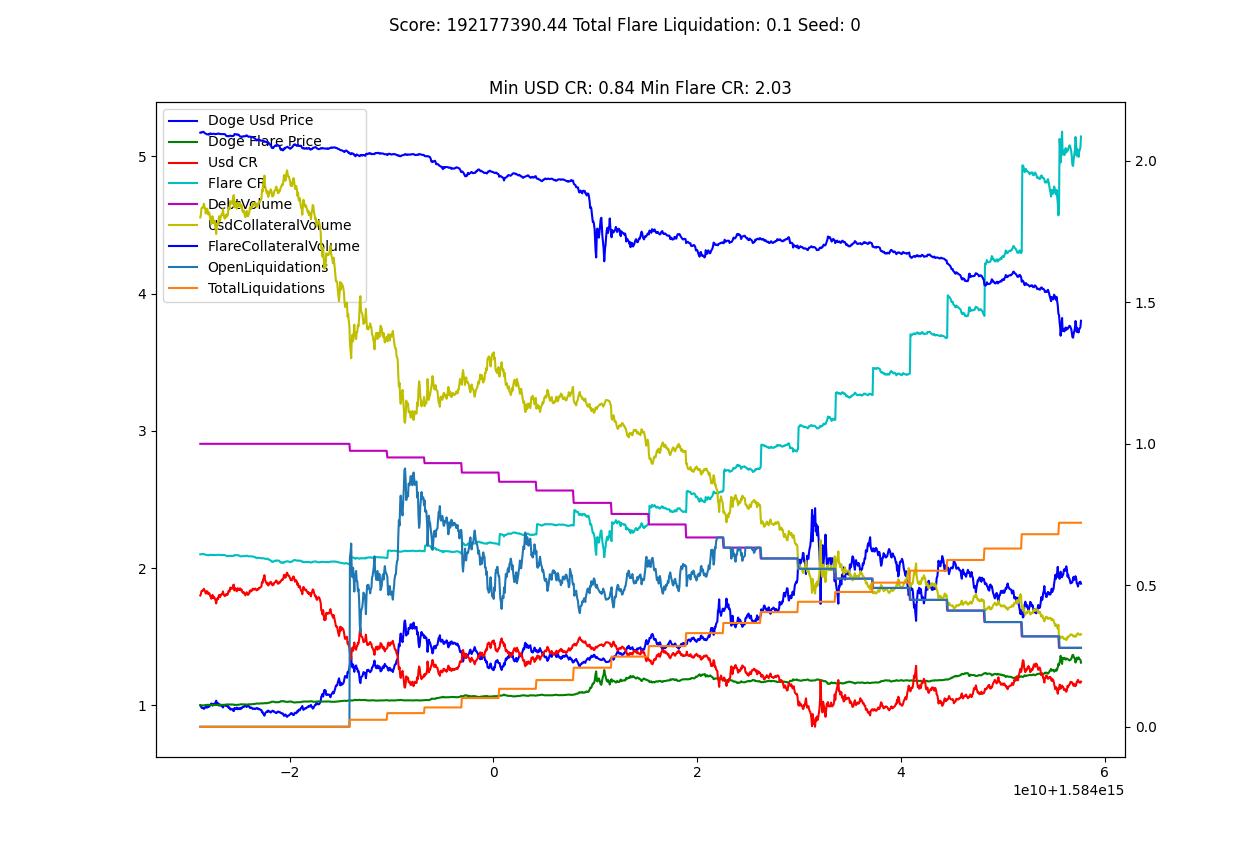 Score: 192177390.44 Total Flare Liquidation: 0.1 Seed: 0
Min USD CR: 0.84 Min Flare CR: 2.03
Doge Usd Price
Doge Flare Price
Usd CR
Flare CR
DebtVolume
UsdCollateralVolume
FlareCollateralVolume
OpenLiquidations
TotalLiquidations
5
4
3
2
1
2.0
1.5
1.0
0.5
0.0
−2
0
2
4
6
1e10+1.584e15